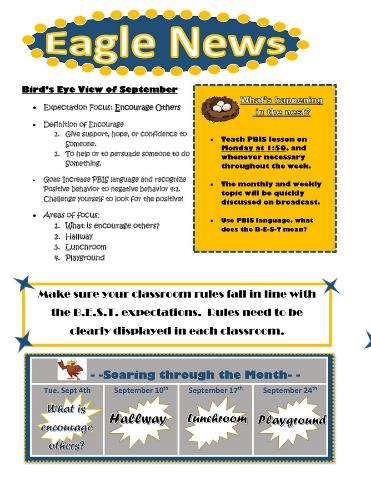 Eagle News
Bird's Eye View of September
• Expectation Focus: Encourage Others
• Definition of Encourage
1. Give support, hope, or confidence to
Someone.
2. To help or to persuade someone to do
Something.
• Goal: Increase PBIS language and recognize
Positive behavior to negative behavior 4:1.
Challenge yourself to look for the positive!
• Areas of focus:
1. What is encourage others?
2. Hallway
3. Lunchroom
4. Playground
What's happening
in the nest?
• Teach PBIS lesson on
Monday at 1:50, and
whenever necessary
throughout the week.
• The monthly and weekly
topic will be quickly
discussed on broadcast.
• Use PBIS language, what
does the B-E-S-T mean?
Make sure your classroom rules fall in line with
the B.E.S.T. expectations. Rules need to be
clearly displayed in each classroom.
- -Soaring through the Month- -
Tue. Sept 4th
What is
encourage
others?
September 10th
Hallway
September 17th
Lunchroom
September 24th
Playground